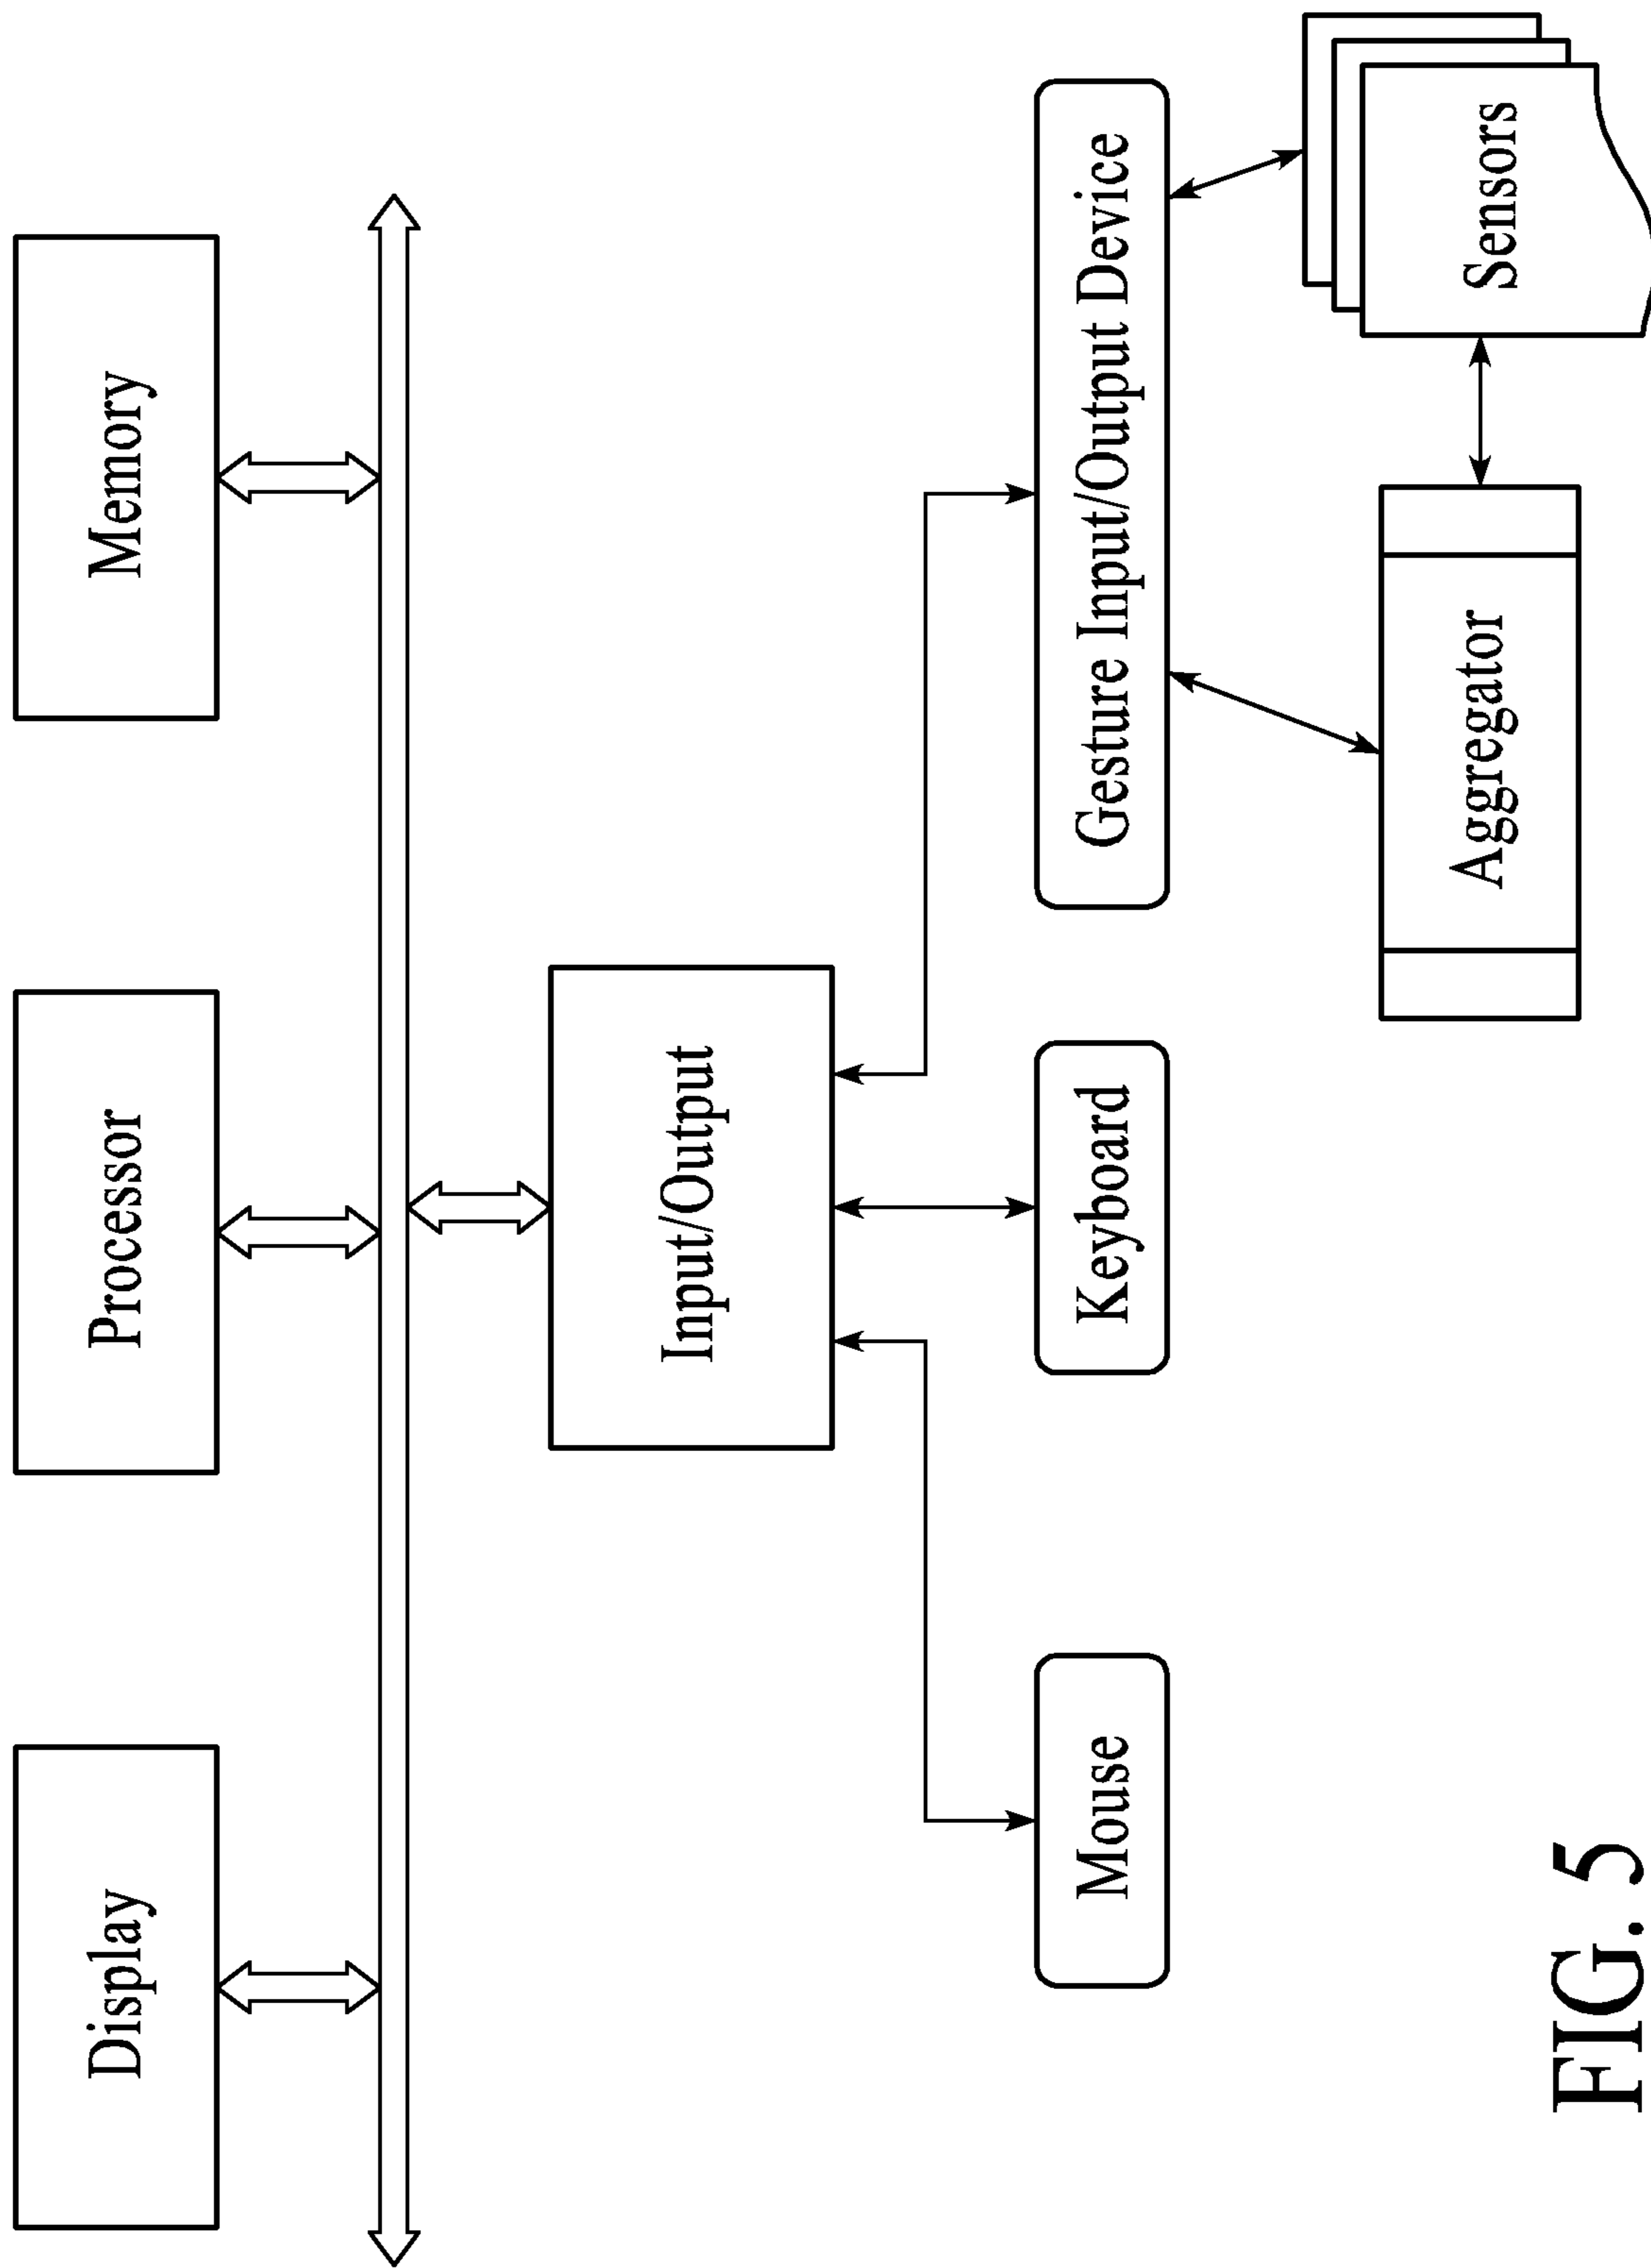 Display
Processor
Memory
Input/Output
Mouse
Keyboard
Gesture Input/Output Device
Aggregator
Sensors
FIG. 5